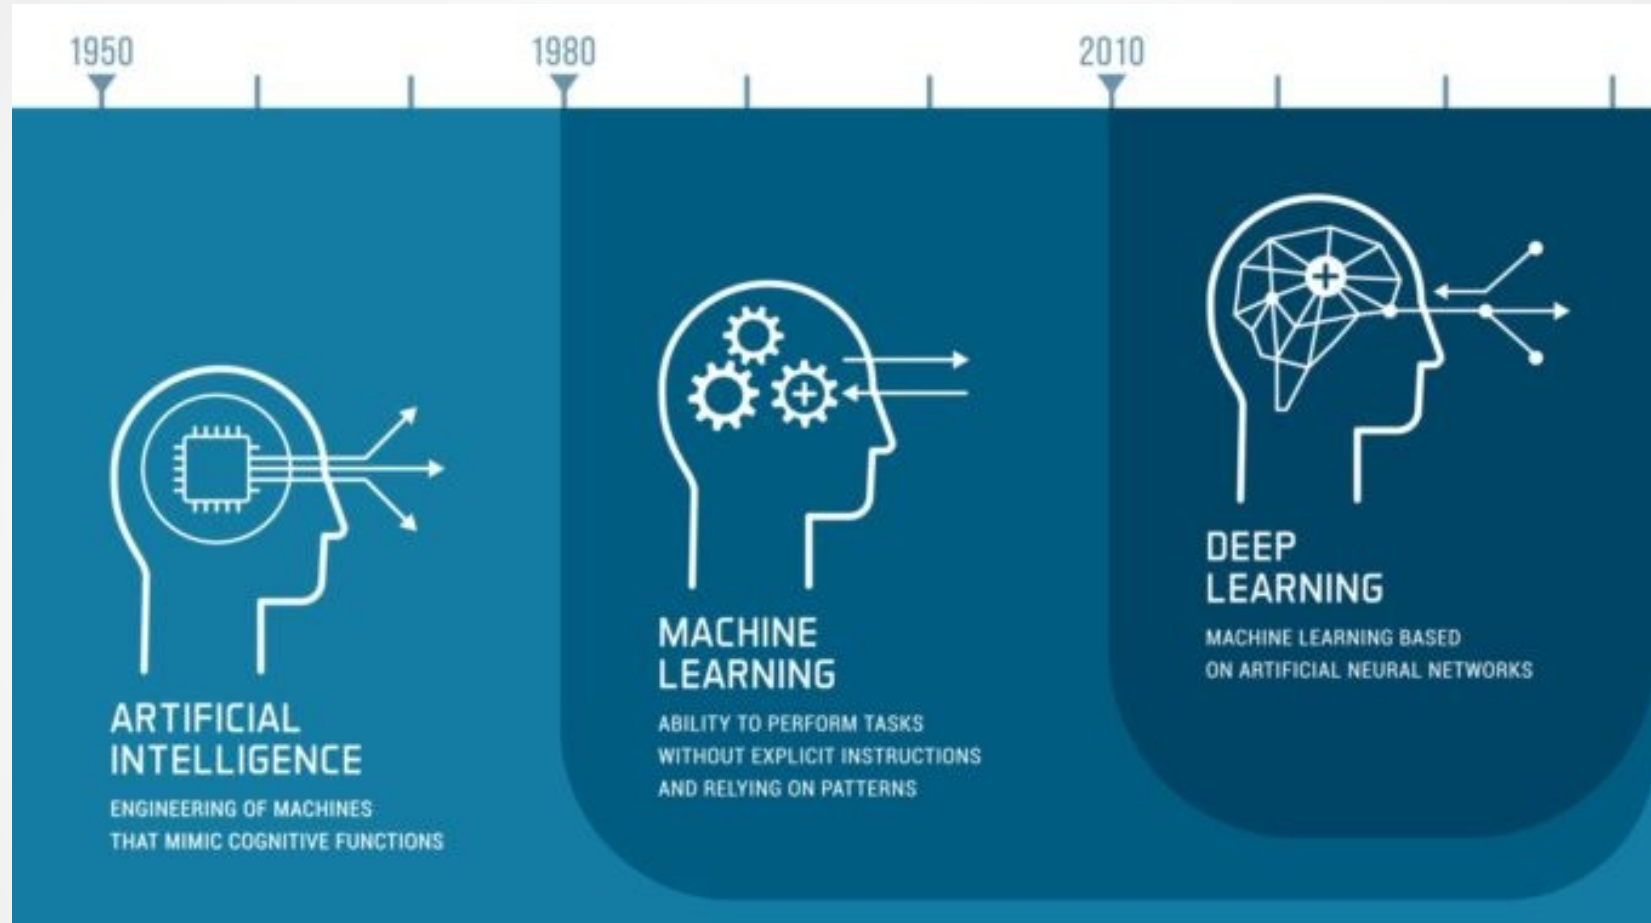 1950
1980
2010
ARTIFICIAL
INTELLIGENCE
ENGINEERING OF MACHINES
THAT MIMIC COGNITIVE FUNCTIONS
MACHINE
LEARNING
ABILITY TO PERFORM TASKS
WITHOUT EXPLICIT INSTRUCTIONS
AND RELYING ON PATTERNS
DEEP
LEARNING
MACHINE LEARNING BASED
ON ARTIFICIAL NEURAL NETWORKS